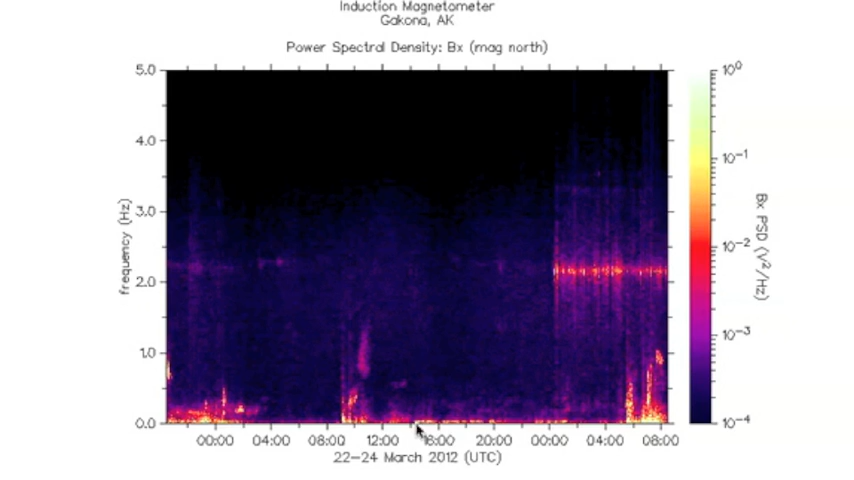 Induction Magnetometer
Gakona, AK
Power Spectral Density: Bx (mag north)
5.0
4.0
3.0
2.0
1.0
0.0
frequency (Hz)
00:00 04:00 08:00 12:00 16:00 20:00 00:00 04:00 08:00
22-24 March 2012 (UTC)
10⁰
10⁻¹
10⁻²
10⁻³
10⁻⁴
Bx PSD (V²/Hz)